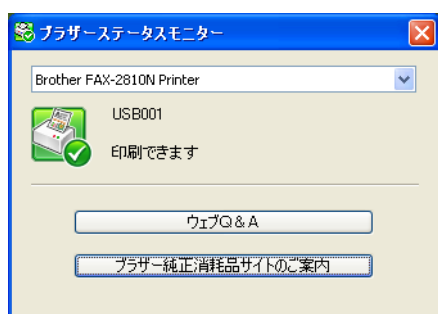 ブラザーステータスモニター
Brother FAX-2810N Printer
USB001
印刷できます
ウェブQ&A
ブラザー純正消耗品サイトのご案内